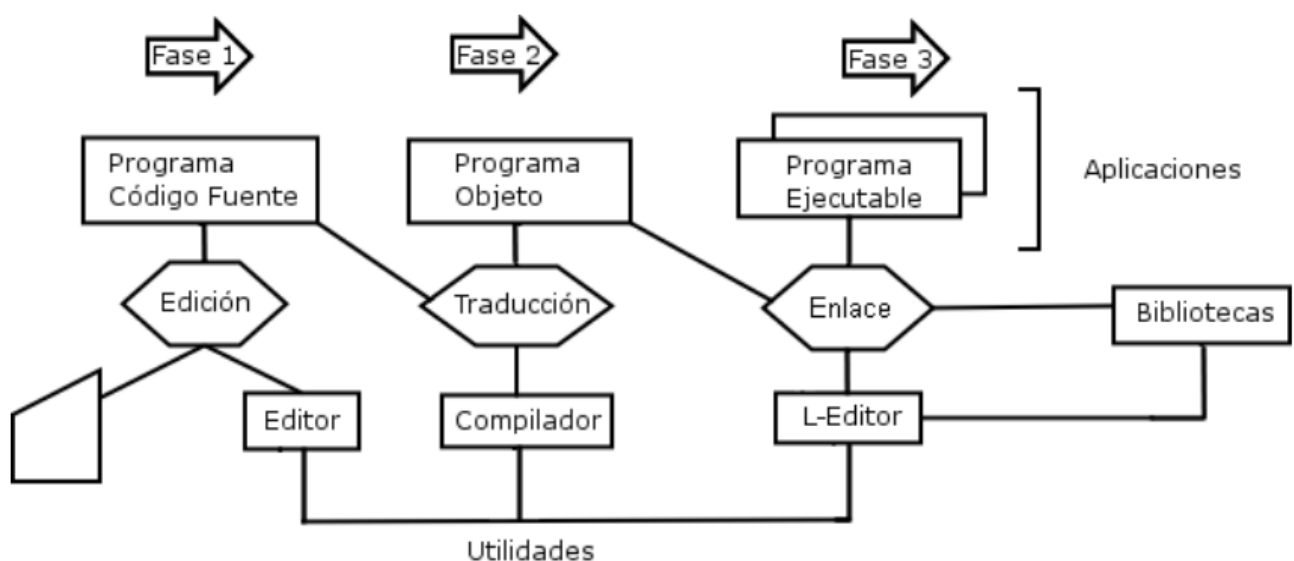 Fase 1
Fase 2
Fase 3
Programa
Código Fuente
Programa
Objeto
Programa
Ejecutable
Aplicaciones
Edición
Traducción
Enlace
Bibliotecas
Editor
Compilador
L-Editor
Utilidades